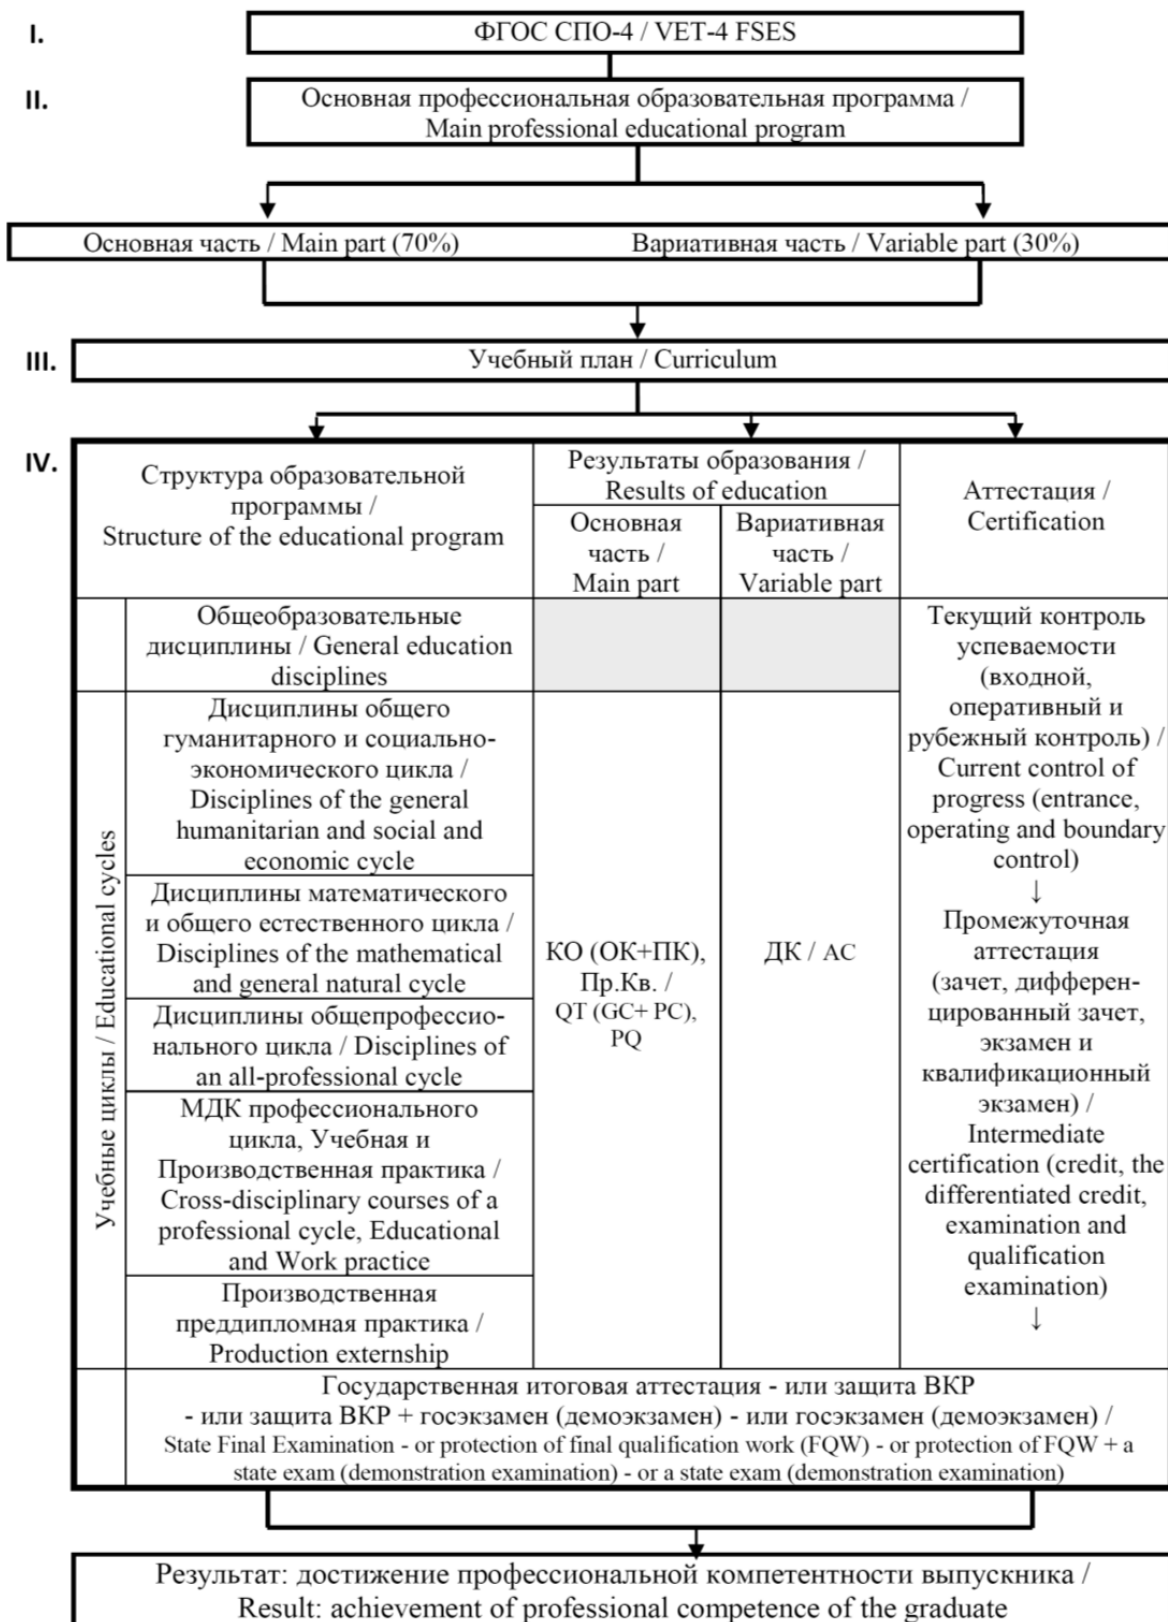 I.
ФГОС СПО-4 / VET-4 FSES
II.
Основная профессиональная образовательная программа /
Main professional educational program
Основная часть / Main part (70%)
Вариативная часть / Variable part (30%)
III.
Учебный план / Curriculum
IV.
Структура образовательной
программы /
Structure of the educational program
Результаты образования /
Results of education
Основная
часть /
Main part
Вариативная
часть /
Variable part
Аттестация /
Certification
Учебные циклы / Educational cycles
Общеобразовательные
дисциплины / General education
disciplines
Дисциплины общего
гуманитарного и социально-
экономического цикла /
Disciplines of the general
humanitarian and social and
economic cycle
Дисциплины математического
и общего естественного цикла /
Disciplines of the mathematical
and general natural cycle
Дисциплины общепрофессио-
нального цикла / Disciplines of
an all-professional cycle
МДК профессионального
цикла, Учебная и
Производственная практика /
Cross-disciplinary courses of a
professional cycle, Educational
and Work practice
Производственная
преддипломная практика /
Production externship
КО (ОК+ПК),
Пр.Кв. /
QT (GC+ PC),
PQ
ДК / AC
Текущий контроль
успеваемости
(входной,
оперативный и
рубежный контроль) /
Current control of
progress (entrance,
operating and boundary
control)
↓
Промежуточная
аттестация
(зачет, дифферен-
цированный зачет,
экзамен и
квалификационный
экзамен) /
Intermediate
certification (credit, the
differentiated credit,
examination and
qualification
examination)
↓
Государственная итоговая аттестация - или защита ВКР
- или защита ВКР + госэкзамен (демоэкзамен) - или госэкзамен (демоэкзамен) /
State Final Examination - or protection of final qualification work (FQW) - or protection of FQW + a
state exam (demonstration examination) - or a state exam (demonstration examination)
Результат: достижение профессиональной компетентности выпускника /
Result: achievement of professional competence of the graduate